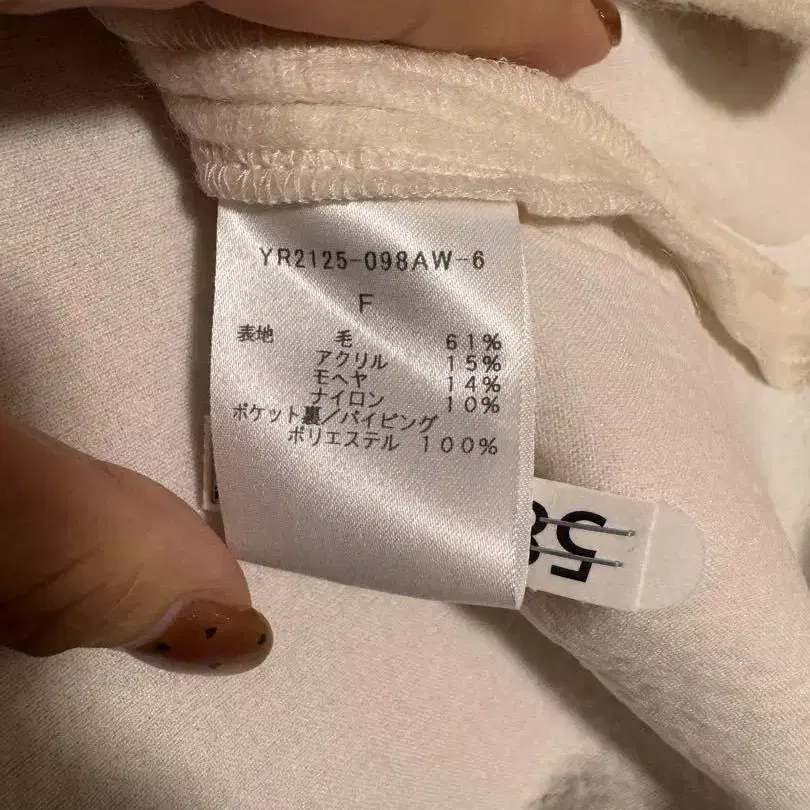 YR2125-098AW-6
F
表地 毛 61%
アクリル 15%
モヘヤ 14%
ナイロン 10%
ポケット裏/パイピング
ポリエステル 100%